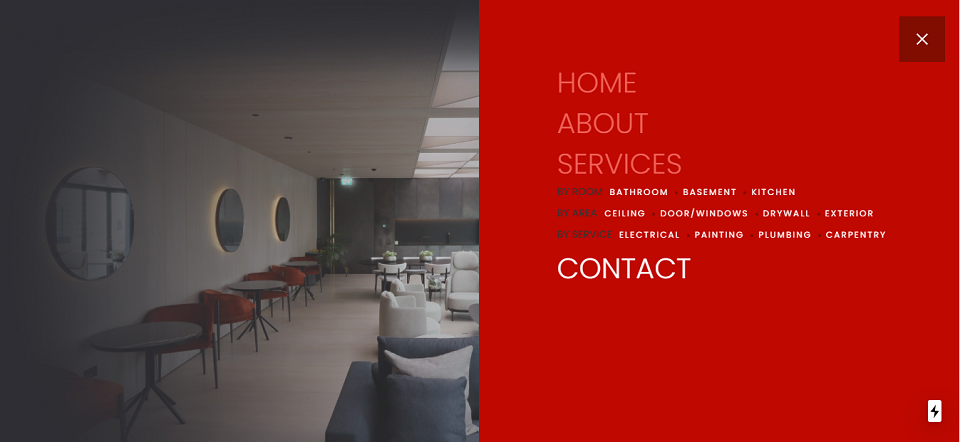 HOME
ABOUT
SERVICES
BY ROOM BATHROOM · BASEMENT · KITCHEN
BY AREA CEILING · DOOR/WINDOWS · DRYWALL · EXTERIOR
BY SERVICE ELECTRICAL · PAINTING · PLUMBING · CARPENTRY
CONTACT